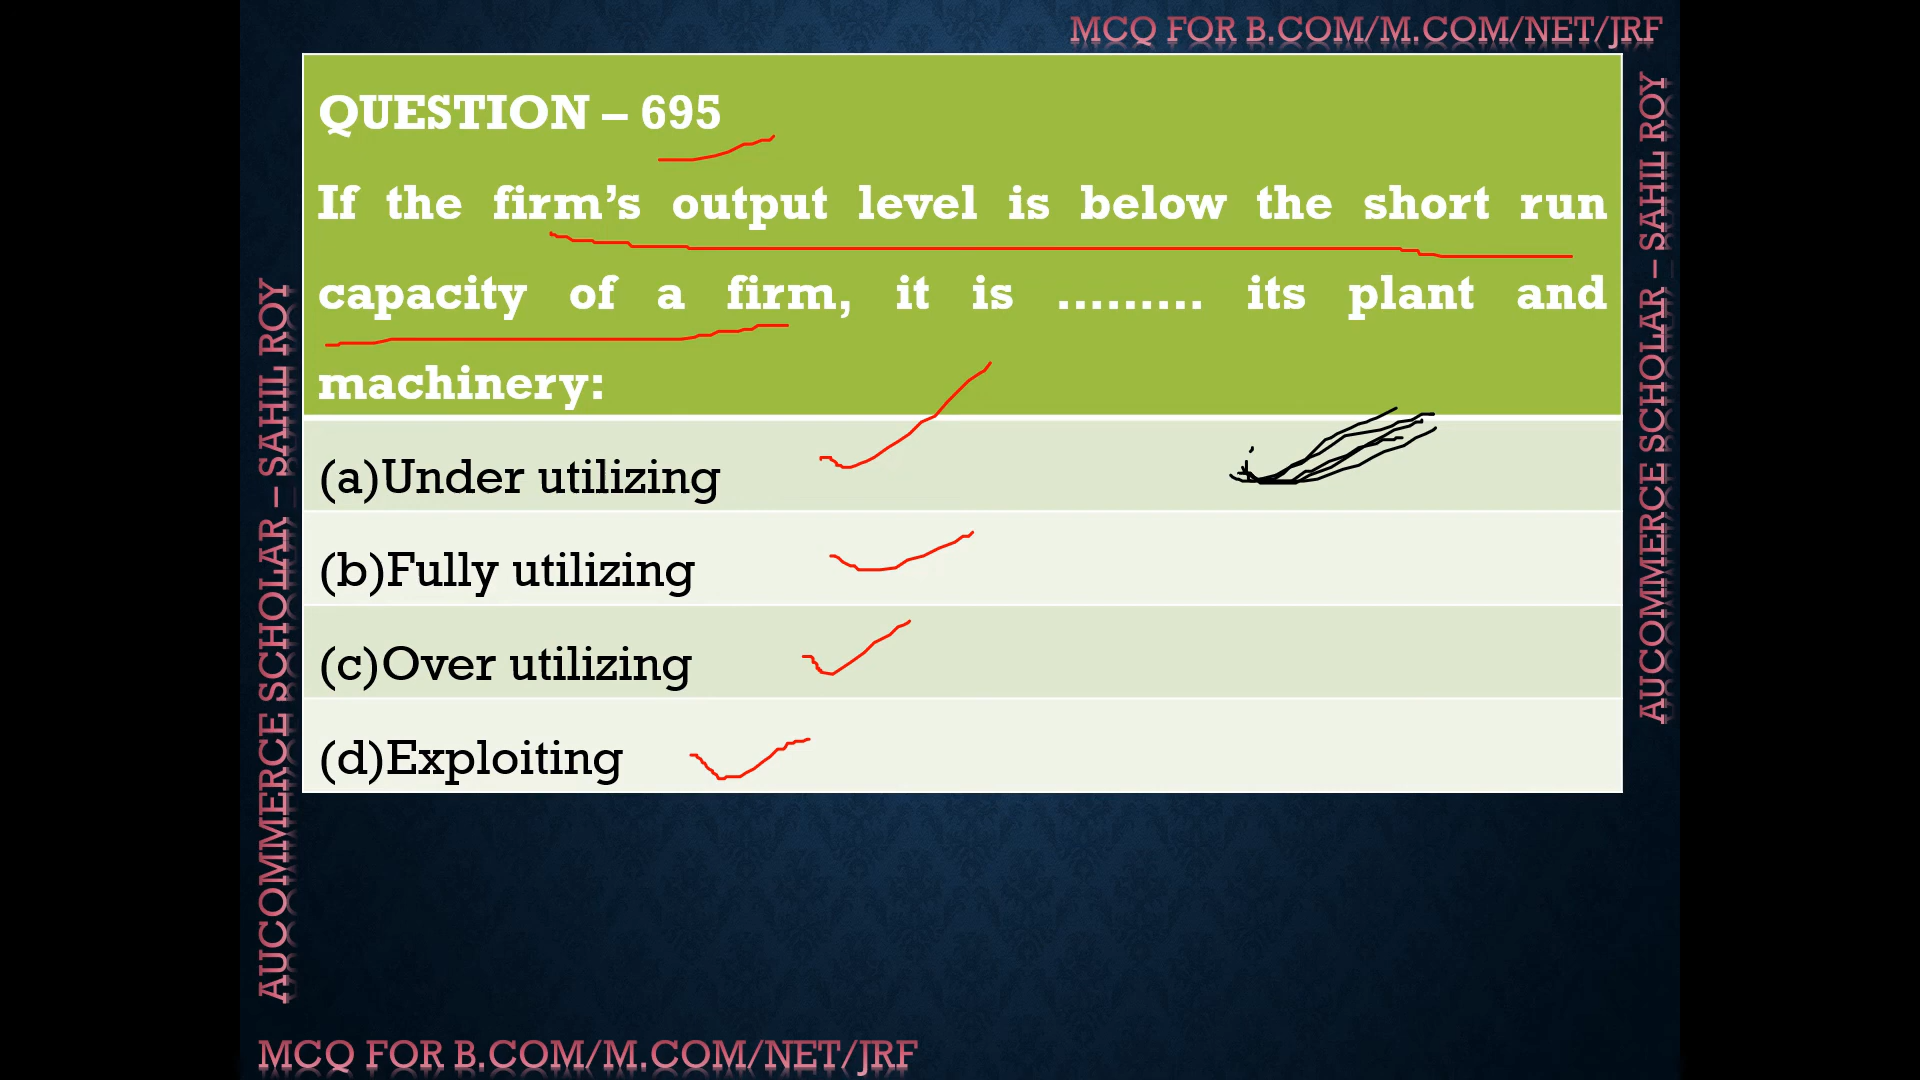 MCQ FOR B.COM/M.COM/NET/JRF
QUESTION – 695
If the firm's output level is below the short run
capacity of a firm, it is ......... its plant and
machinery:
(a)Under utilizing
(b)Fully utilizing
(c)Over utilizing
(d)Exploiting
AUCOMMERCE SCHOLAR – SAHIL ROY
AUCOMMERCE SCHOLAR – SAHIL ROY
MCQ FOR B.COM/M.COM/NET/JRF